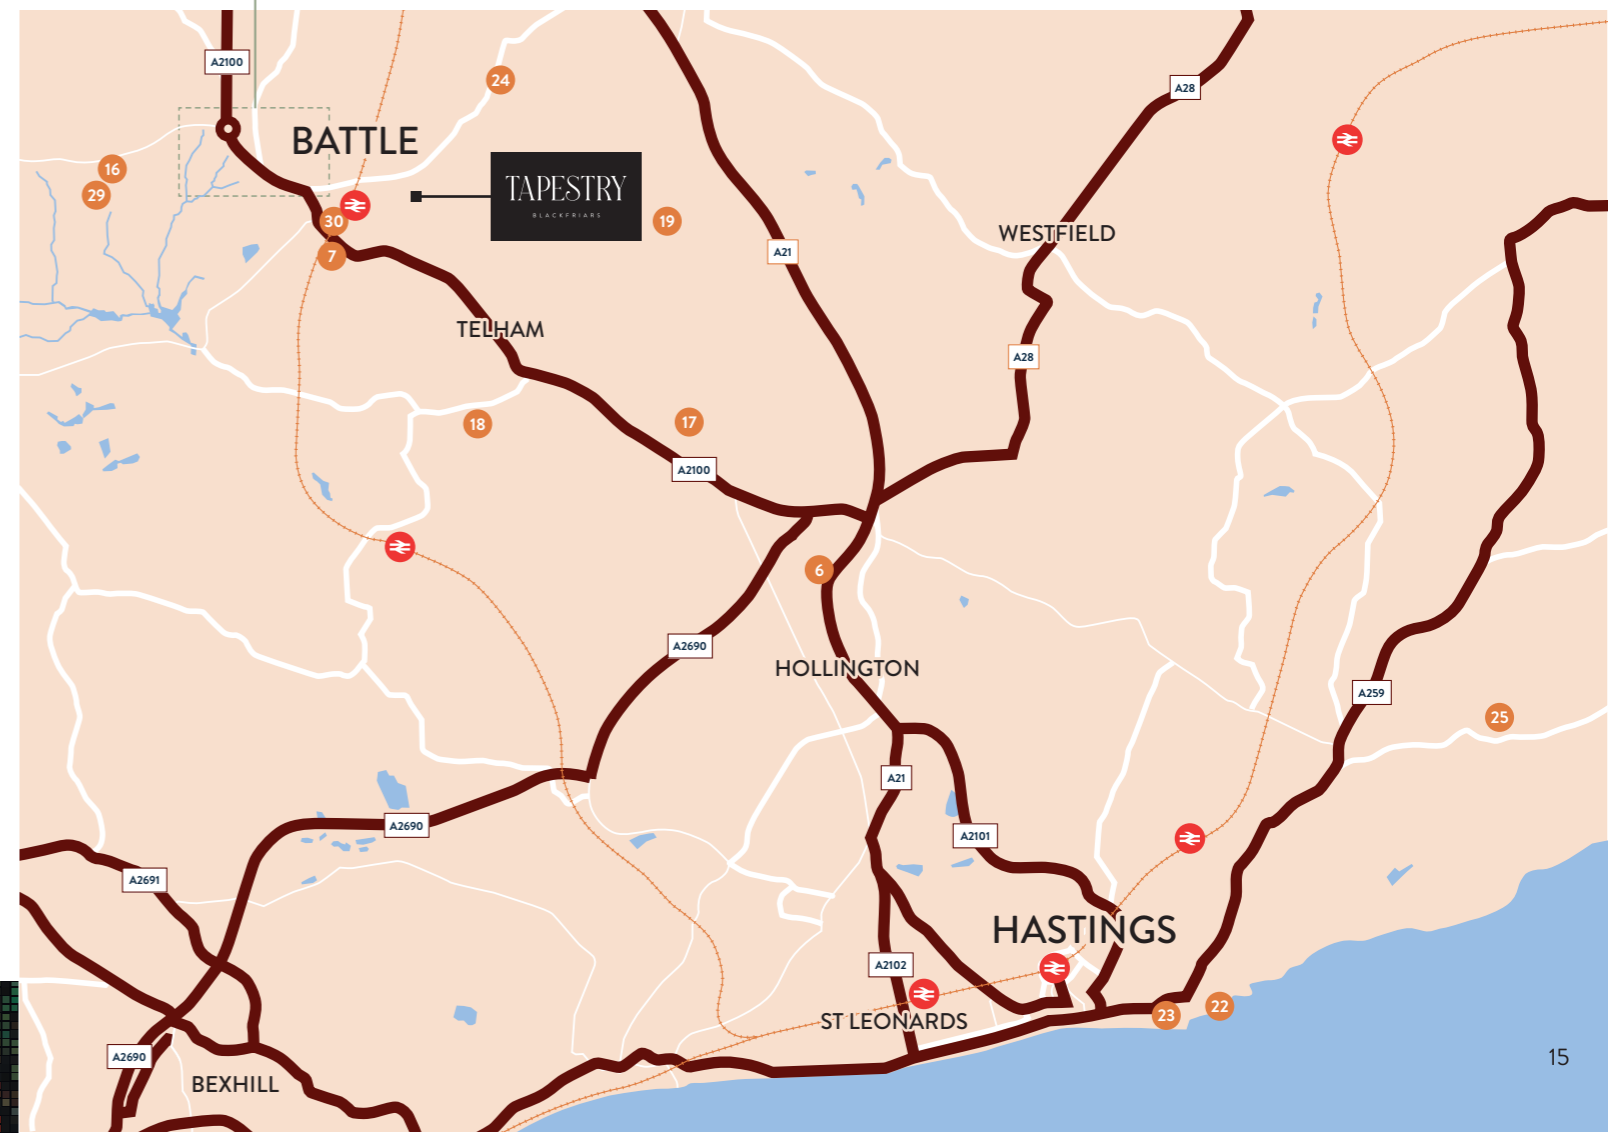 A2100
24
A28
BATTLE
16
TAPESTRY
BLACKFRIARS
29
30
19
WESTFIELD
7
A21
TELHAM
A28
18
17
A2100
6
A2690
HOLLINGTON
A259
25
A21
A2690
A2101
A2691
HASTINGS
A2102
22
23
ST LEONARDS
A2690
15
BEXHILL